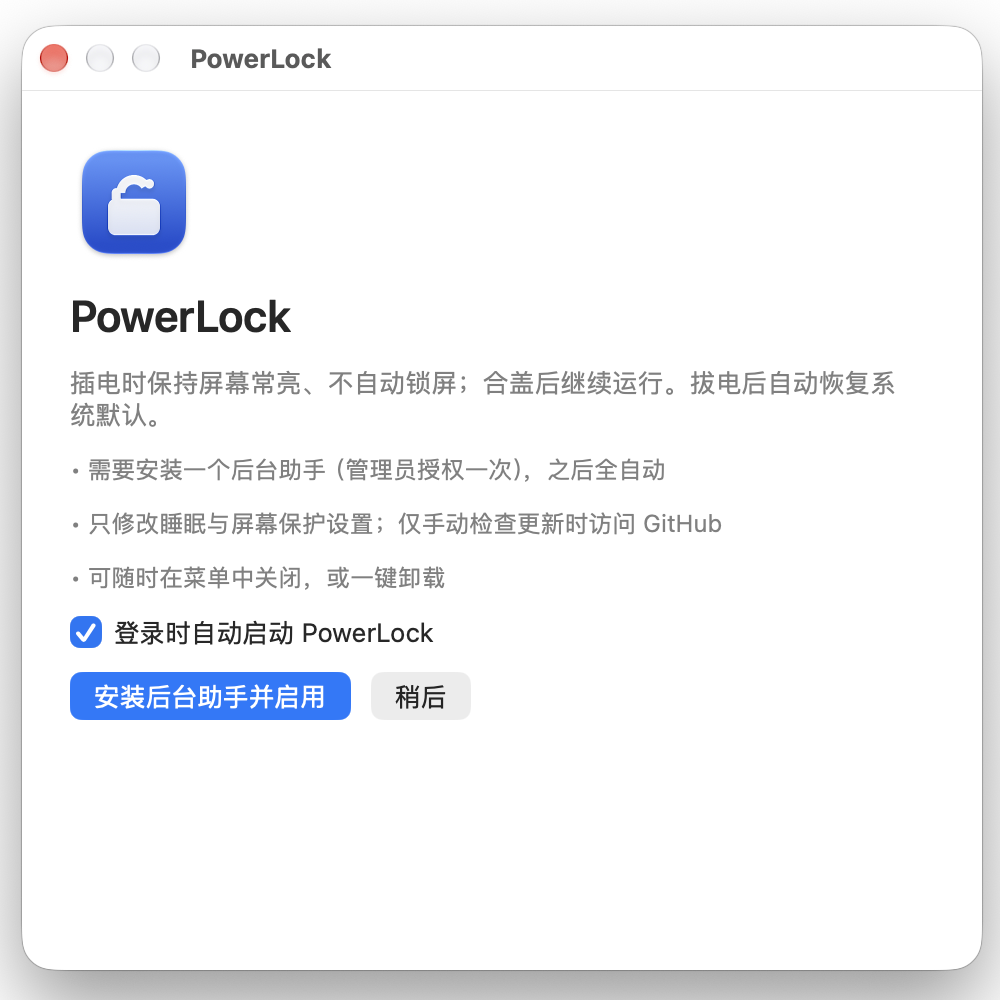 PowerLock
PowerLock
插电时保持屏幕常亮、不自动锁屏；合盖后继续运行。拔电后自动恢复系
统默认。
· 需要安装一个后台助手（管理员授权一次），之后全自动
· 只修改睡眠与屏幕保护设置；仅手动检查更新时访问 GitHub
· 可随时在菜单中关闭，或一键卸载
登录时自动启动 PowerLock
安装后台助手并启用
稍后